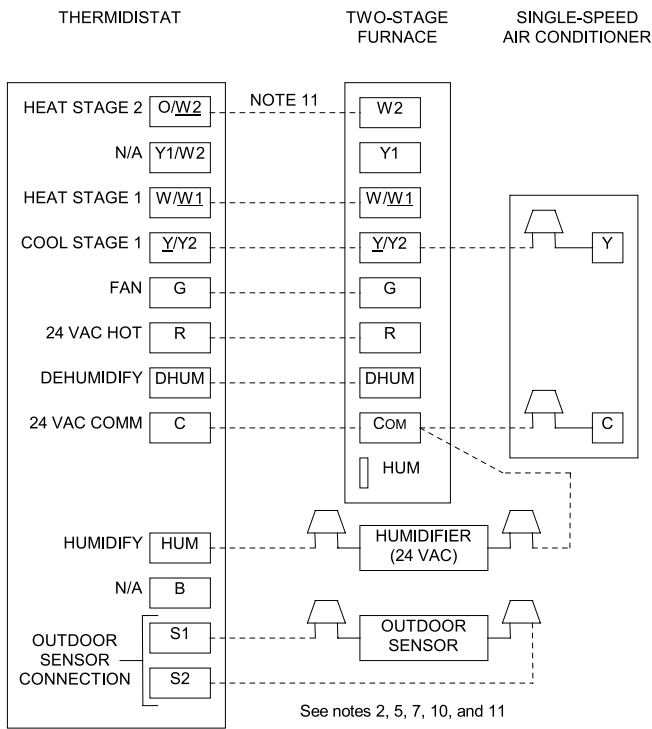 THERMIDISTAT
TWO-STAGE
FURNACE
SINGLE-SPEED
AIR CONDITIONER
HEAT STAGE 2 O/W2 NOTE 11 W2
N/A Y1/W2 Y1
HEAT STAGE 1 W/W1 W/W1
COOL STAGE 1 Y/Y2 Y/Y2 Y
FAN G G
24 VAC HOT R R
DEHUMIDIFY DHUM DHUM
24 VAC COMM C COM C
HUM
HUMIDIFY HUM
HUMIDIFIER
(24 VAC)
N/A B
OUTDOOR
SENSOR
CONNECTION
S1
S2
OUTDOOR
SENSOR
See notes 2, 5, 7, 10, and 11